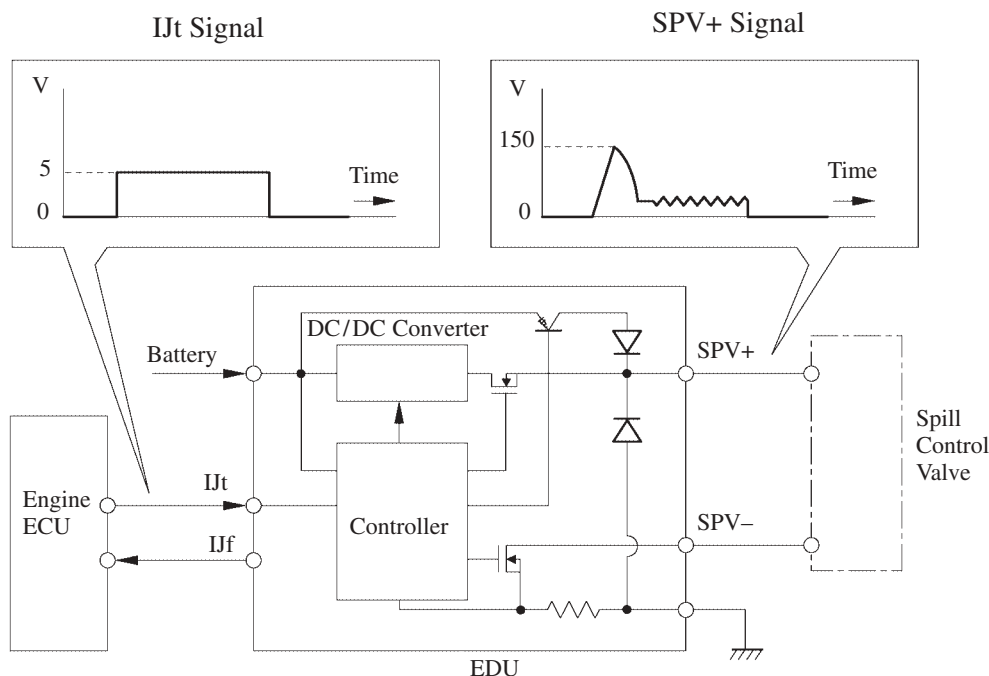 IJt Signal
SPV+ Signal
V
5
0
Time
V
150
0
Time
DC/DC Converter
Battery
SPV+
Engine
ECU
IJt
IJf
Controller
SPV–
Spill
Control
Valve
EDU